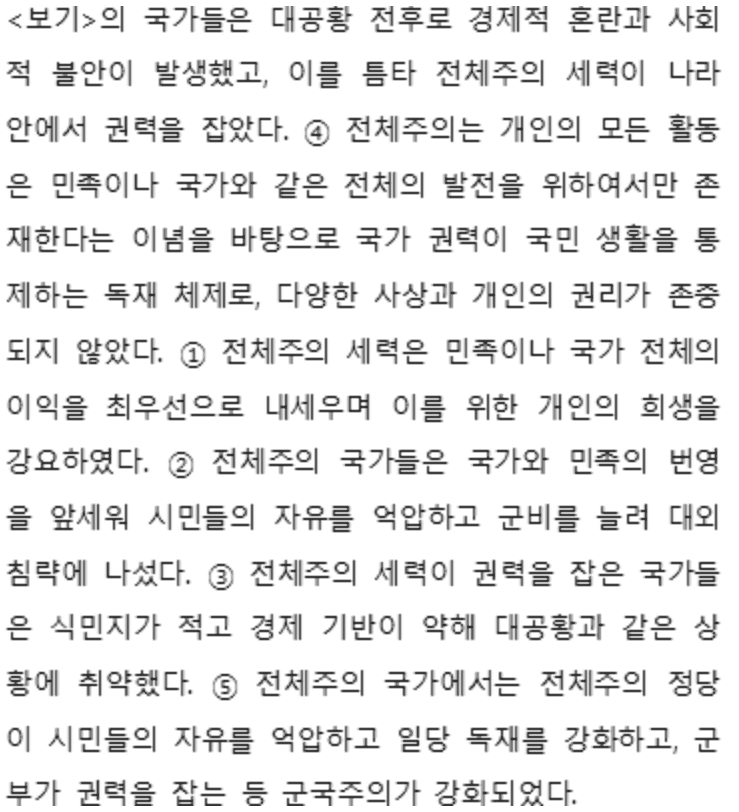 <보기>의 국가들은 대공황 전후로 경제적 혼란과 사회
적 불안이 발생했고, 이를 틈타 전체주의 세력이 나라
안에서 권력을 잡았다. ④ 전체주의는 개인의 모든 활동
은 민족이나 국가와 같은 전체의 발전을 위하여서만 존
재한다는 이념을 바탕으로 국가 권력이 국민 생활을 통
제하는 독재 체제로, 다양한 사상과 개인의 권리가 존중
되지 않았다. ① 전체주의 세력은 민족이나 국가 전체의
이익을 최우선으로 내세우며 이를 위한 개인의 희생을
강요하였다. ② 전체주의 국가들은 국가와 민족의 번영
을 앞세워 시민들의 자유를 억압하고 군비를 늘려 대외
침략에 나섰다. ③ 전체주의 세력이 권력을 잡은 국가들
은 식민지가 적고 경제 기반이 약해 대공황과 같은 상
황에 취약했다. ⑤ 전체주의 국가에서는 전체주의 정당
이 시민들의 자유를 억압하고 일당 독재를 강화하고, 군
부가 권력을 잡는 등 군국주의가 강화되었다.